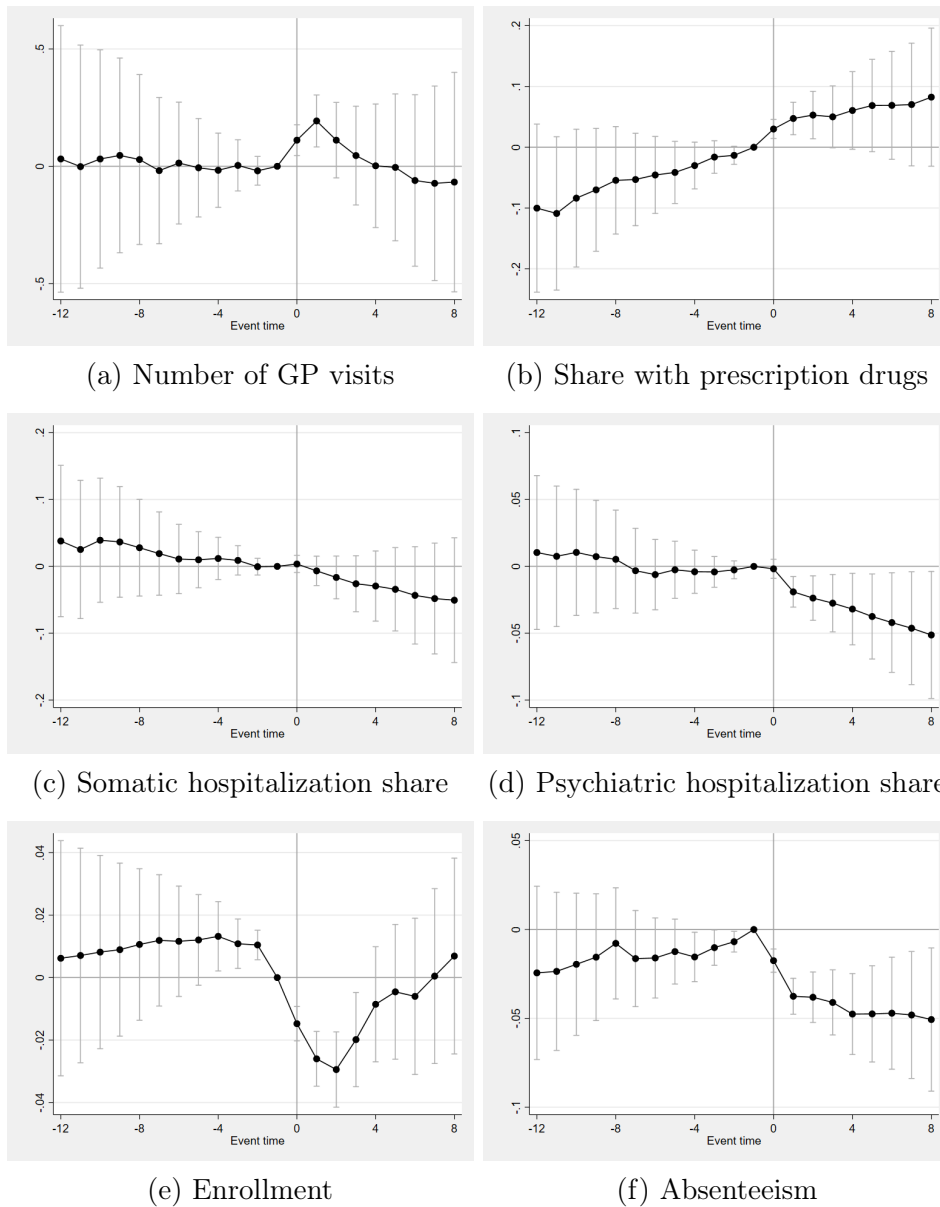 .5
0
-.5
-12 -8 -4 0 4 8
Event time
(a) Number of GP visits
.2
.1
0
-.1
-.2
-12 -8 -4 0 4 8
Event time
(b) Share with prescription drugs
.2
.1
0
-.1
-.2
-12 -8 -4 0 4 8
Event time
(c) Somatic hospitalization share
.1
.05
0
-.05
-.1
-12 -8 -4 0 4 8
Event time
(d) Psychiatric hospitalization share
.04
.02
0
-.02
-.04
-12 -8 -4 0 4 8
Event time
(e) Enrollment
.05
0
-.05
-.1
-12 -8 -4 0 4 8
Event time
(f) Absenteeism